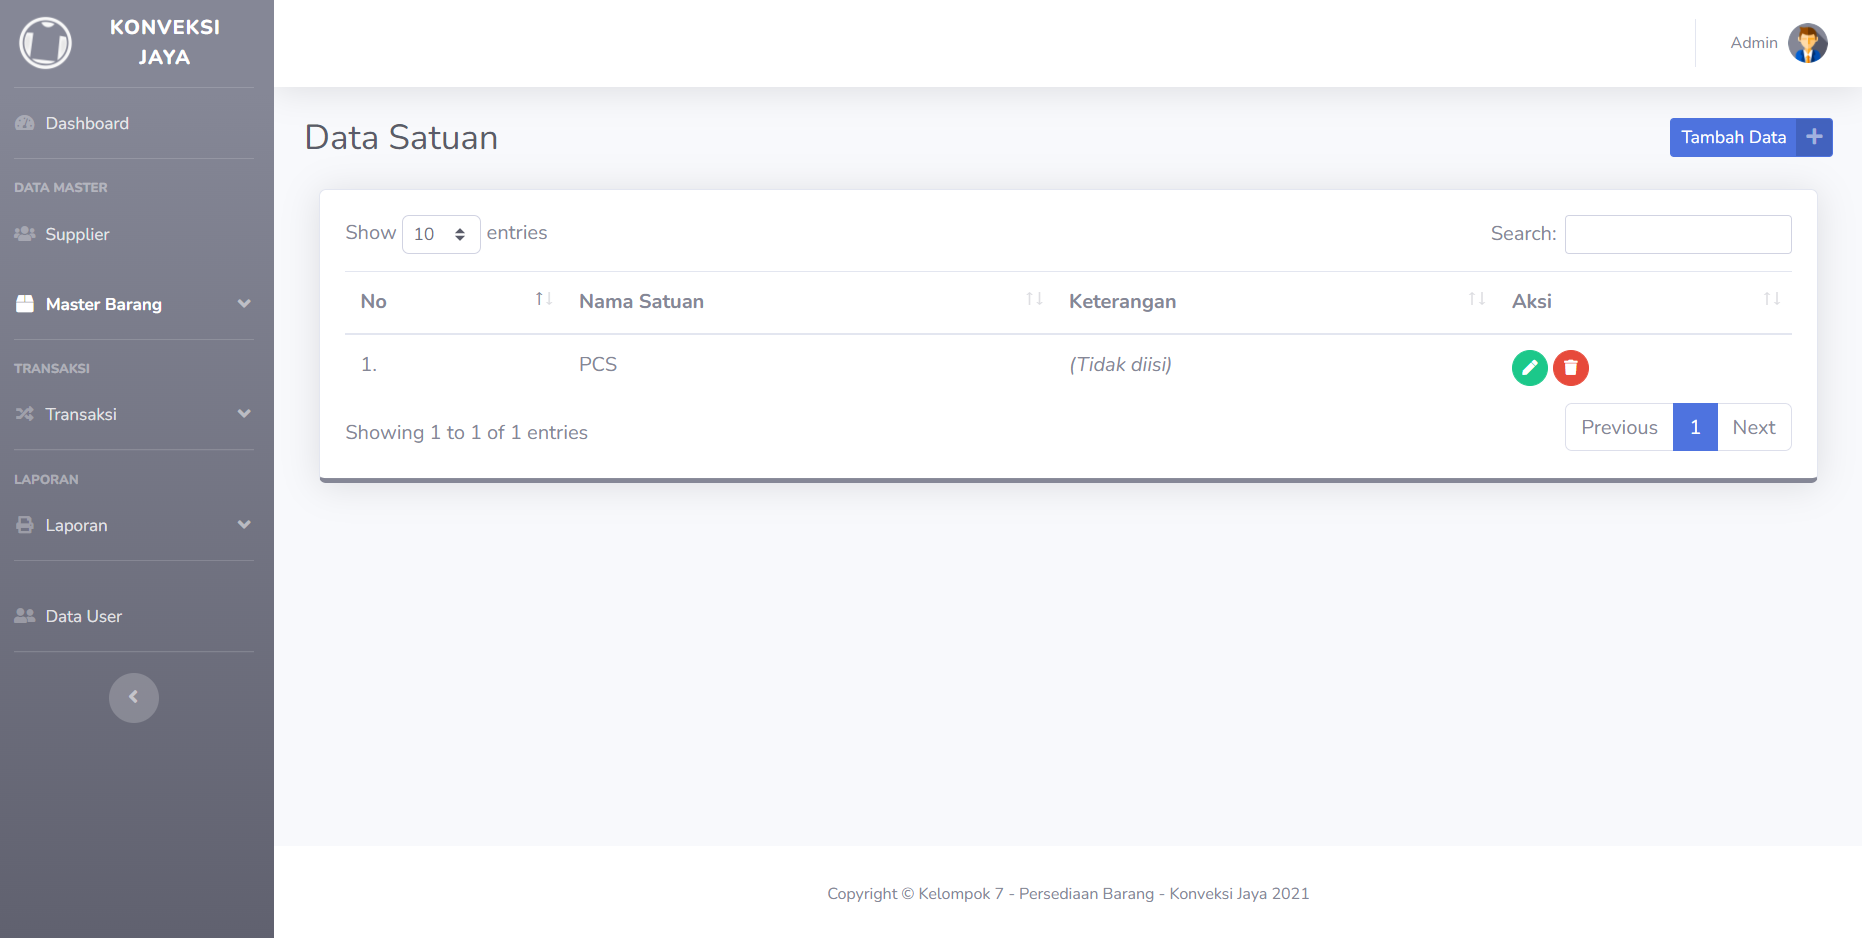 KONVEKSI
JAYA
Admin
Dashboard
DATA MASTER
Supplier
Master Barang
TRANSAKSI
Transaksi
LAPORAN
Laporan
Data User
Data Satuan
Tambah Data
Show 10 entries
Search:
No Nama Satuan Keterangan Aksi
1. PCS (Tidak diisi)
Showing 1 to 1 of 1 entries
Previous 1 Next
Copyright © Kelompok 7 - Persediaan Barang - Konveksi Jaya 2021